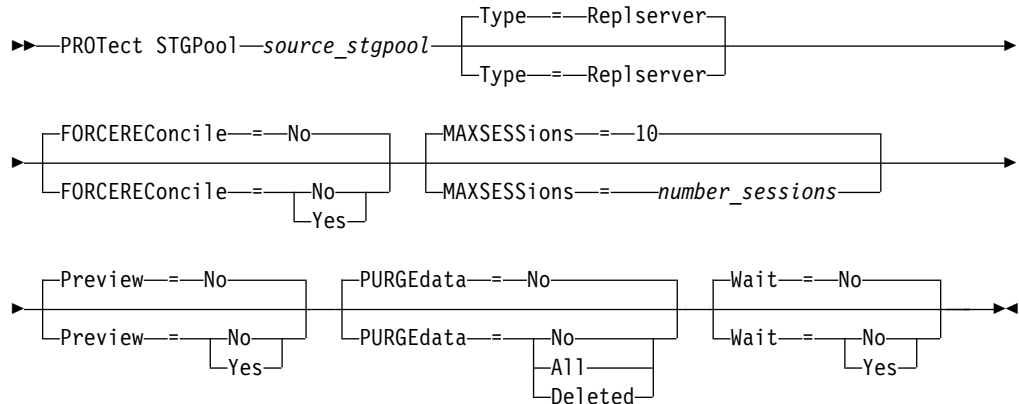 Type = Replserver
PROTect STGPool source_stgpool
Type = Replserver
FORCEREConcile = No MAXSESSions = 10
FORCEREConcile = No MAXSESSions = number_sessions
Yes
Preview = No PURGEdata = No Wait = No
Preview = No PURGEdata = No Wait = No
Yes All Yes
Deleted